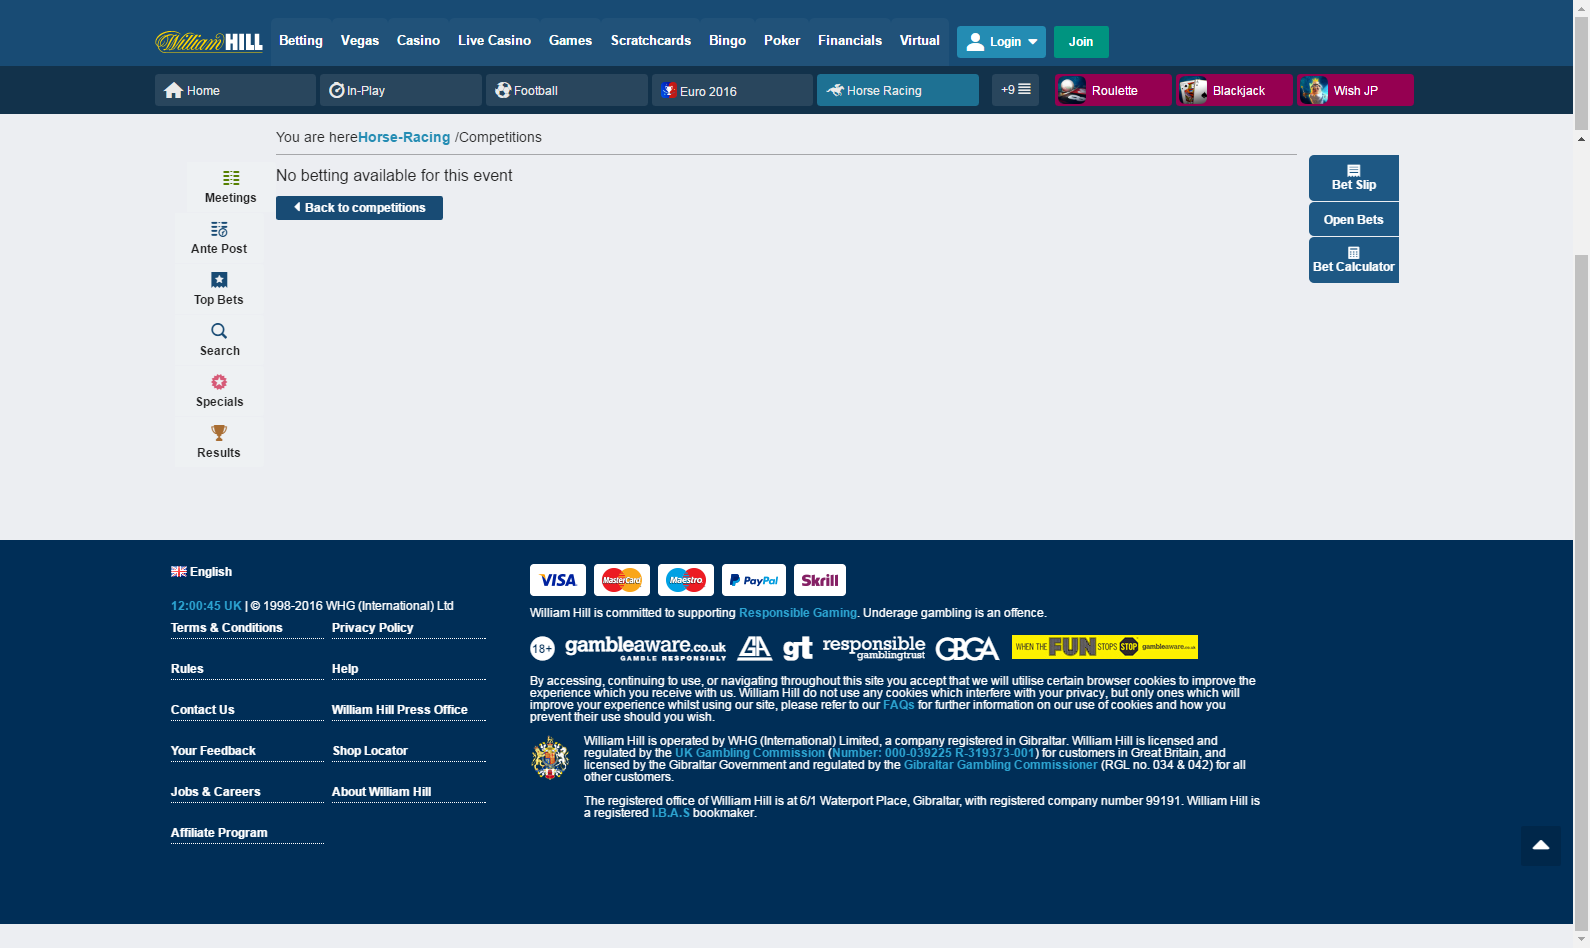 William HILL
Betting Vegas Casino Live Casino Games Scratchcards Bingo Poker Financials Virtual Login Join
Home In-Play Football Euro 2016 Horse Racing +9 Roulette Blackjack Wish JP
You are hereHorse-Racing /Competitions
No betting available for this event
Back to competitions
Meetings
Ante Post
Top Bets
Search
Specials
Results
Bet Slip
Open Bets
Bet Calculator
English
12:00:45 UK | © 1998-2016 WHG (International) Ltd
Terms & Conditions Privacy Policy
Rules Help
Contact Us William Hill Press Office
Your Feedback Shop Locator
Jobs & Careers About William Hill
Affiliate Program
VISA MasterCard Maestro PayPal Skrill
William Hill is committed to supporting Responsible Gaming. Underage gambling is an offence.
18+ gambleaware.co.uk GAMBLE RESPONSIBLY GA gt responsible gamblingtrust GBGA WHEN THE FUN STOPS STOP gambleaware.co.uk
By accessing, continuing to use, or navigating throughout this site you accept that we will utilise certain browser cookies to improve the
experience which you receive with us. William Hill do not use any cookies which interfere with your privacy, but only ones which will
improve your experience whilst using our site, please refer to our FAQs for further information on our use of cookies and how you
prevent their use should you wish.
William Hill is operated by WHG (International) Limited, a company registered in Gibraltar. William Hill is licensed and
regulated by the UK Gambling Commission (Number: 000-039225 R-319373-001) for customers in Great Britain, and
licensed by the Gibraltar Government and regulated by the Gibraltar Gambling Commissioner (RGL no. 034 & 042) for all
other customers.
The registered office of William Hill is at 6/1 Waterport Place, Gibraltar, with registered company number 99191. William Hill is
a registered I.B.A.S bookmaker.